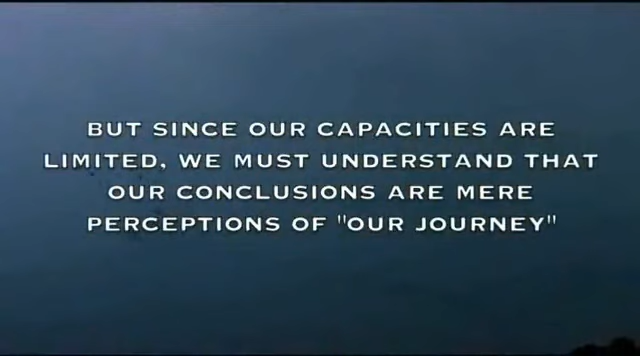 BUT SINCE OUR CAPACITIES ARE
LIMITED, WE MUST UNDERSTAND THAT
OUR CONCLUSIONS ARE MERE
PERCEPTIONS OF "OUR JOURNEY"